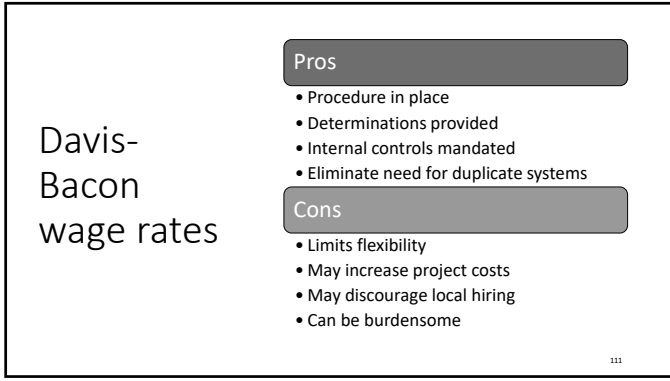 Davis-
Bacon
wage rates
Pros
• Procedure in place
• Determinations provided
• Internal controls mandated
• Eliminate need for duplicate systems
Cons
• Limits flexibility
• May increase project costs
• May discourage local hiring
• Can be burdensome
111